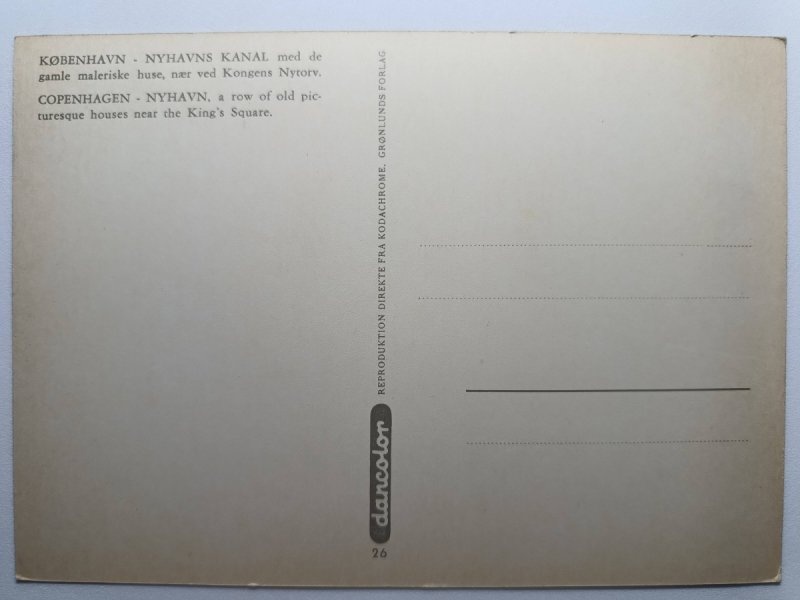 KØBENHAVN - NYHAVNS KANAL med de
gamle maleriske huse, nær ved Kongens Nytorv.
COPENHAGEN - NYHAVN, a row of old pic-
turesque houses near the King's Square.
REPRODUKTION DIREKTE FRA KODACHROME. GRØNLUNDS FORLAG
dancolor
26